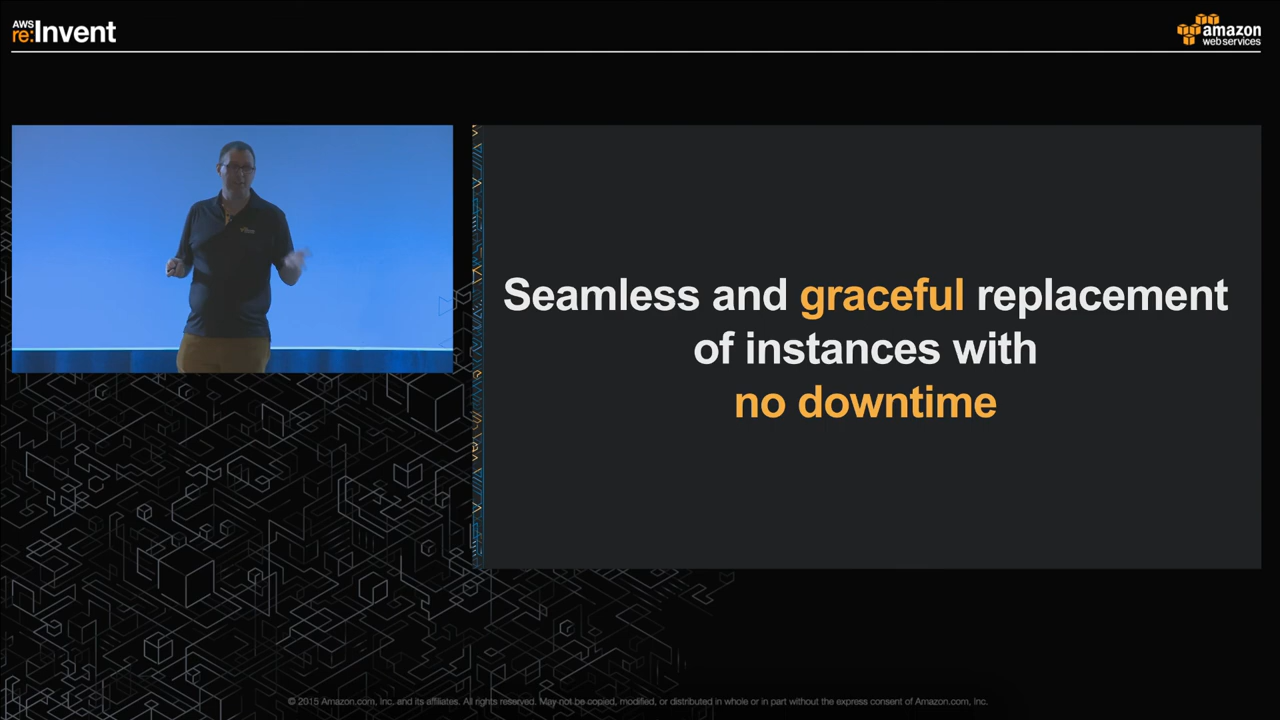 AWS
re:Invent
amazon
webservices
Seamless and graceful replacement
of instances with
no downtime
© 2015 Amazon.com, Inc. and its affiliates. All rights reserved. May not be copied, modified, or distributed in whole or in part without the express consent of Amazon.com, Inc.